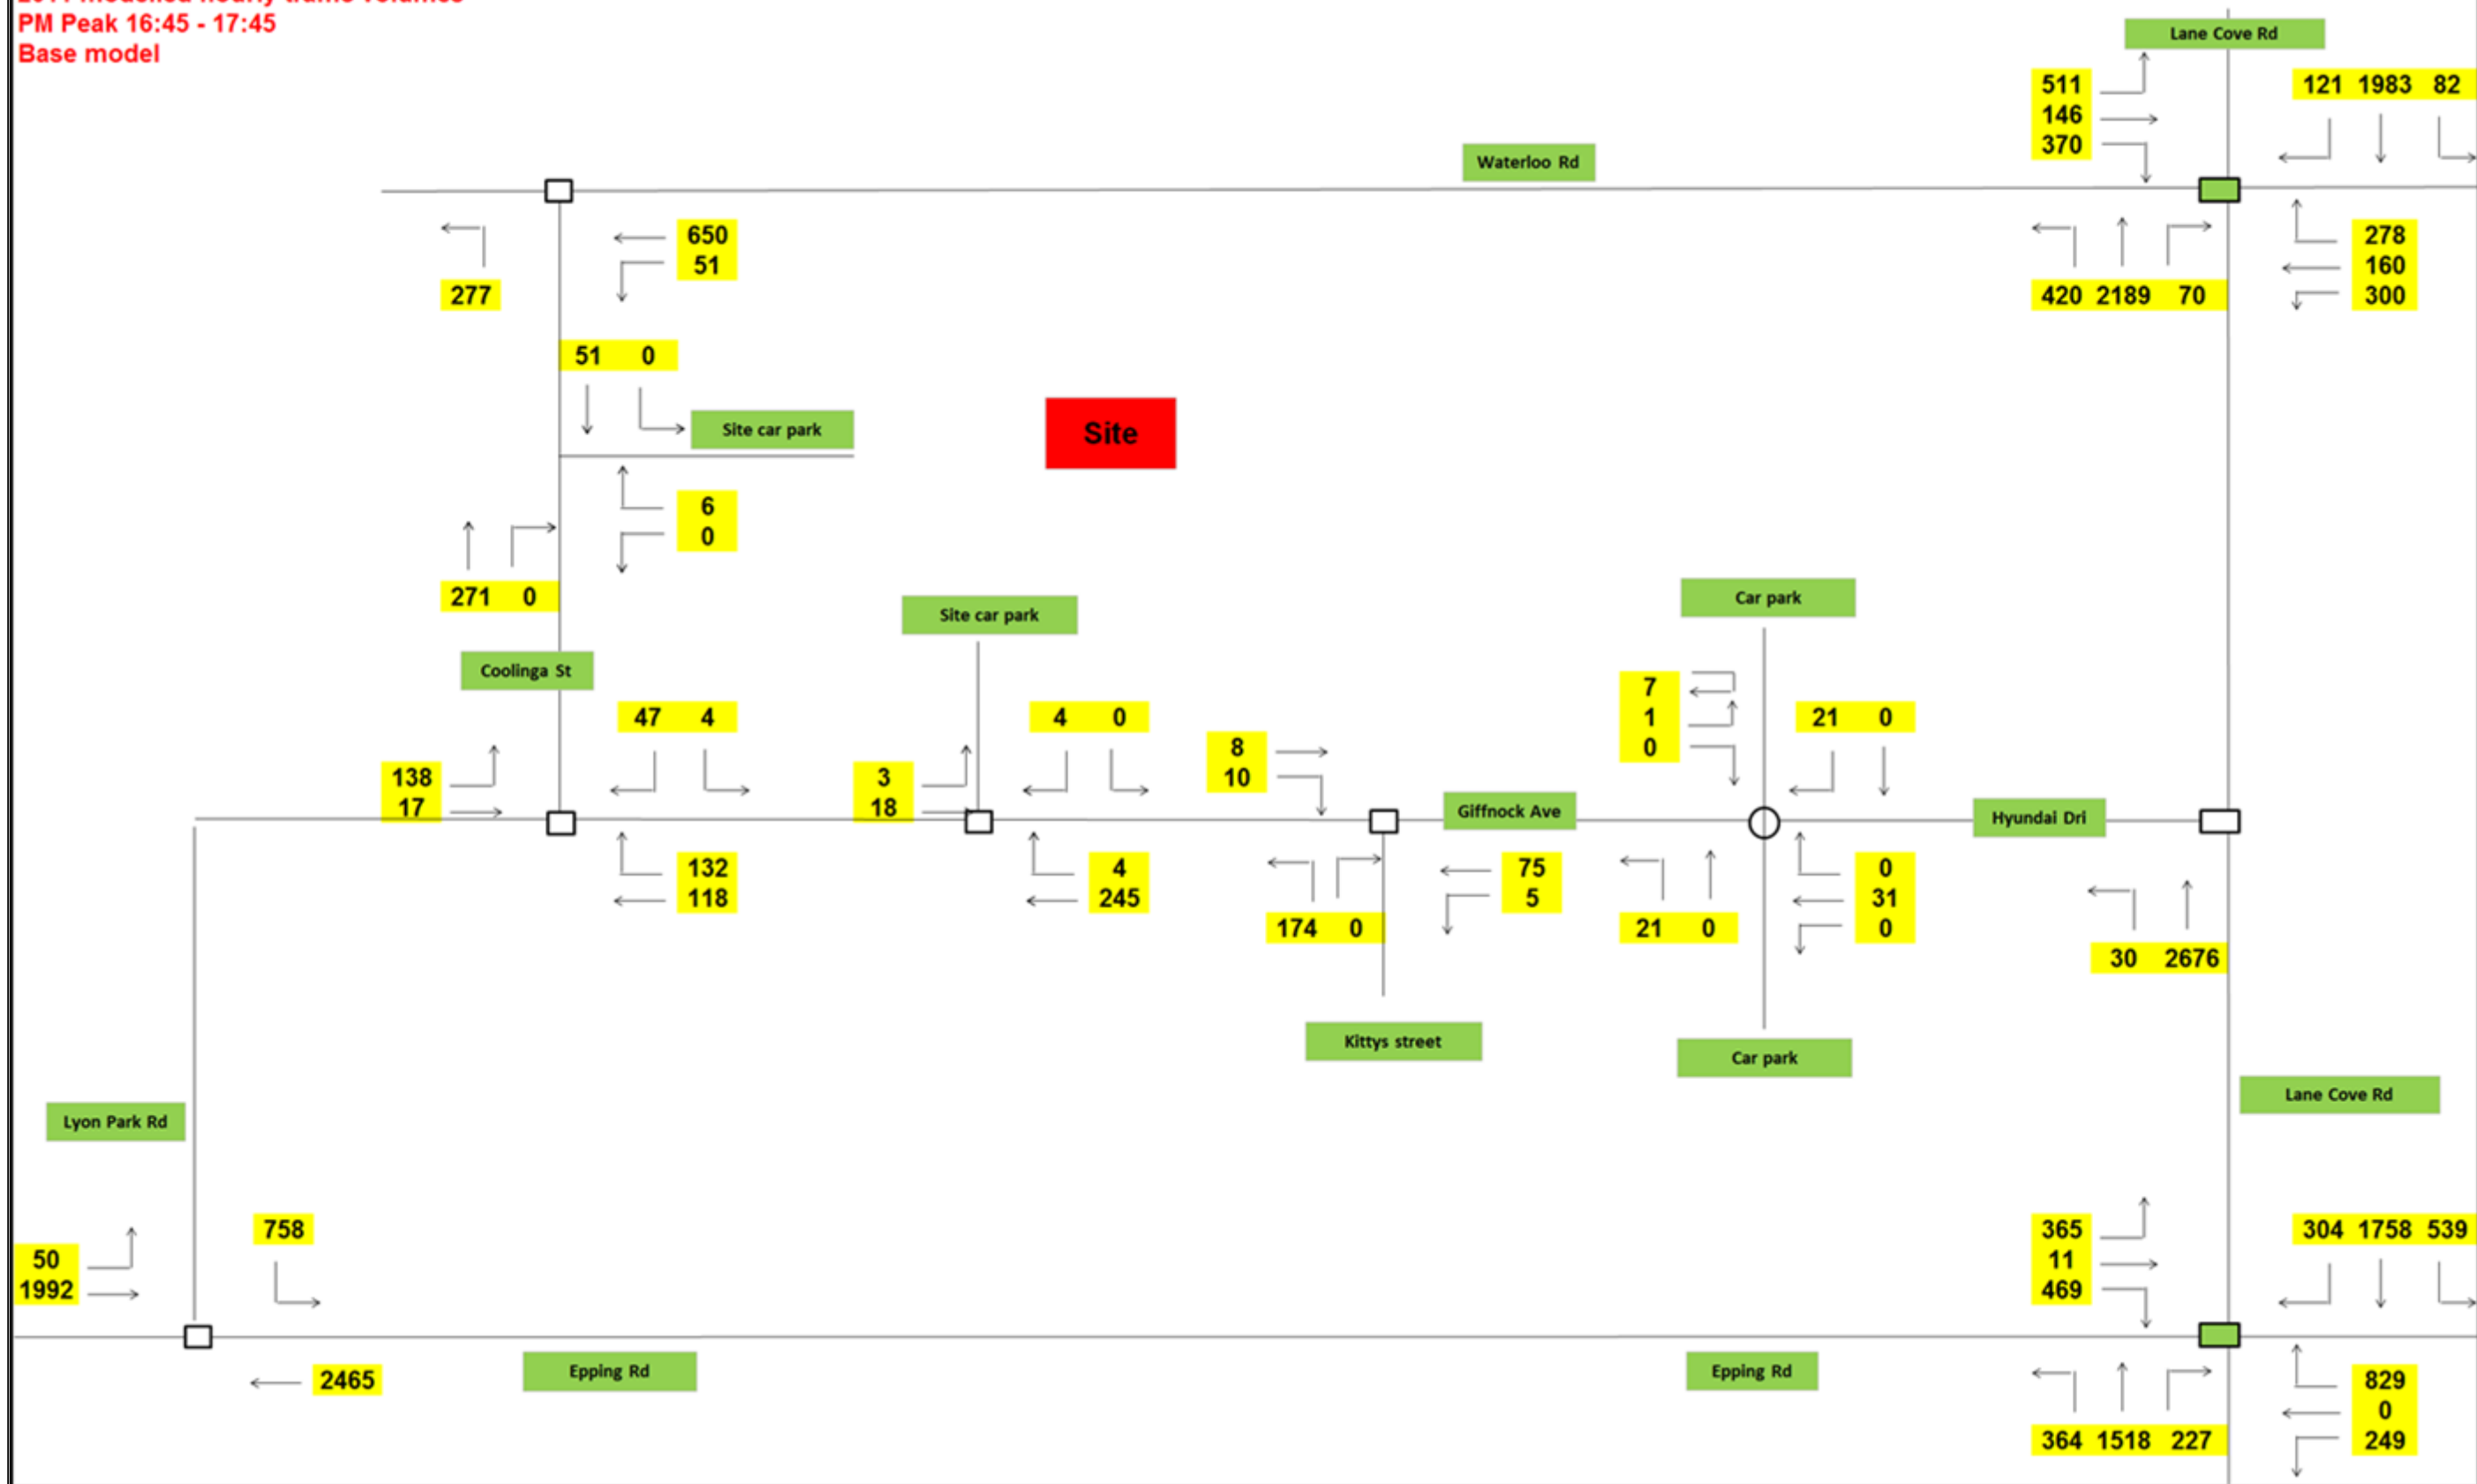 PM Peak 16:45 - 17:45
Base model
Lane Cove Rd
511
146
370
121 1983 82
Waterloo Rd
650
51
277
278
160
300
420 2189 70
51 0
Site car park
Site
6
0
271 0
Site car park
Car park
Coolinga St
7
1
0
47 4
4 0
21 0
138
17
3
18
8
10
Giffnock Ave
Hyundai Dri
132
118
4
245
75
5
0
31
0
174 0
21 0
30 2676
Kittys street
Car park
Lane Cove Rd
Lyon Park Rd
758
50
1992
365
11
469
304 1758 539
Epping Rd
Epping Rd
2465
829
0
249
364 1518 227